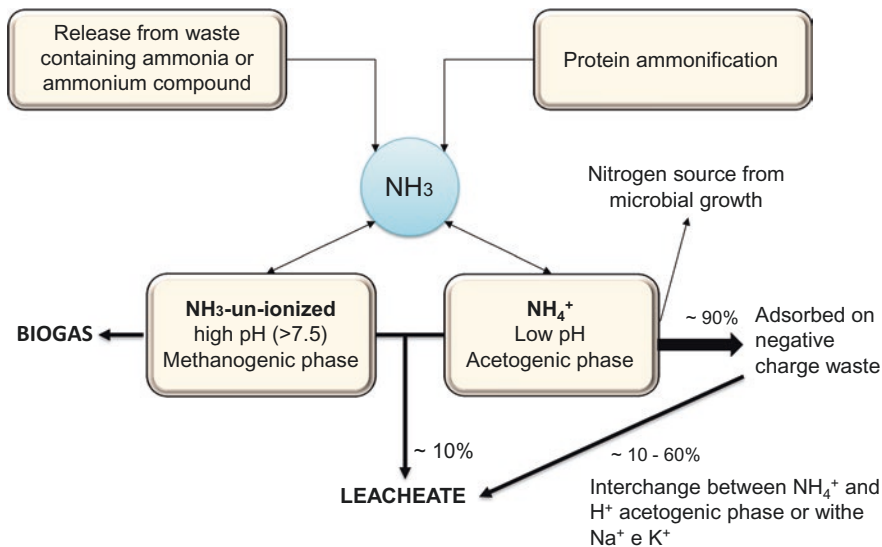 Release from waste
containing ammonia or
ammonium compound
Protein ammonification
NH₃
Nitrogen source from
microbial growth
NH₃-un-ionized
high pH (>7.5)
Methanogenic phase
NH₄⁺
Low pH
Acetogenic phase
BIOGAS
~ 90%
Adsorbed on
negative
charge waste
~ 10%
LEACHEATE
~ 10 - 60%
Interchange between NH₄⁺ and
H⁺ acetogenic phase or withe
Na⁺ e K⁺